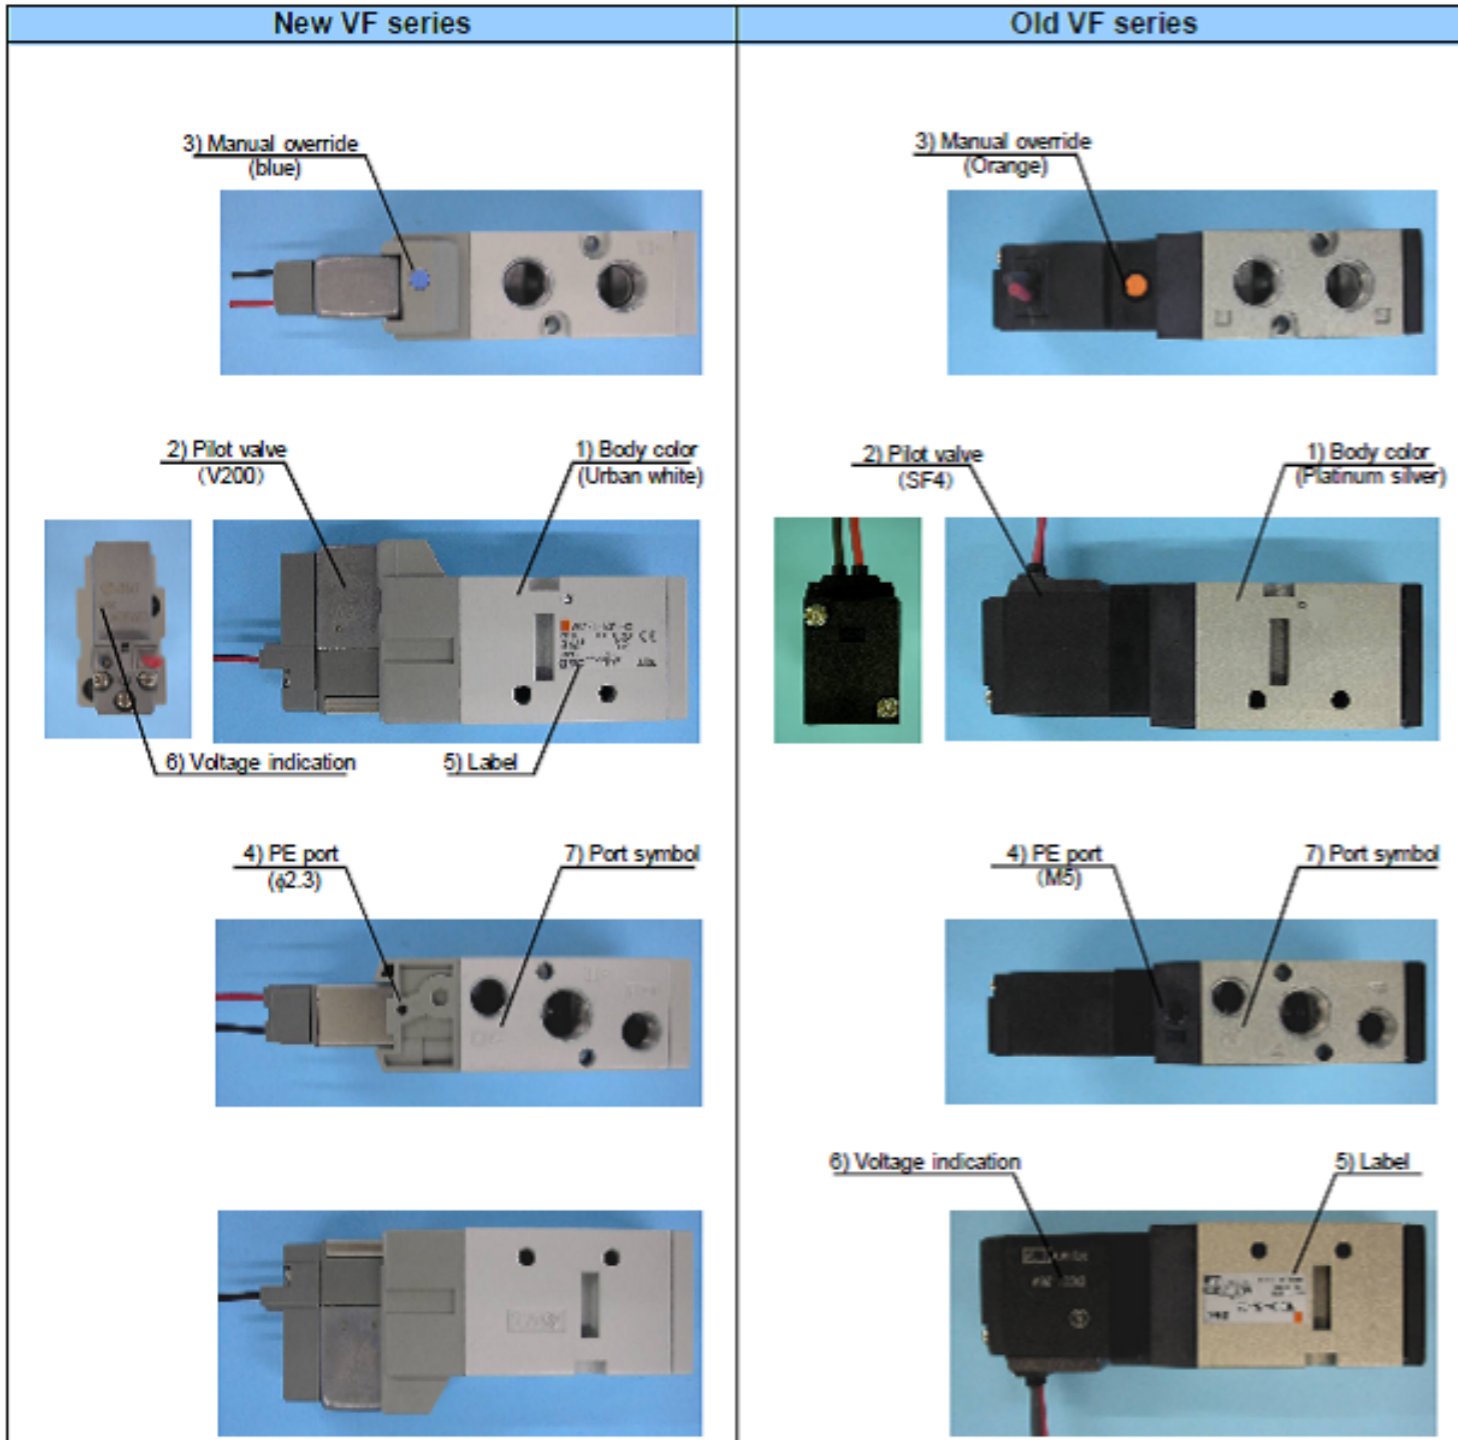 New VF series
Old VF series
3) Manual override
(blue)
3) Manual override
(Orange)
2) Pilot valve
(V200)
1) Body color
(Urban white)
2) Pilot valve
(SF4)
1) Body color
(Platinum silver)
6) Voltage indication
5) Label
4) PE port
(ϕ2.3)
7) Port symbol
4) PE port
(M5)
7) Port symbol
6) Voltage indication
5) Label